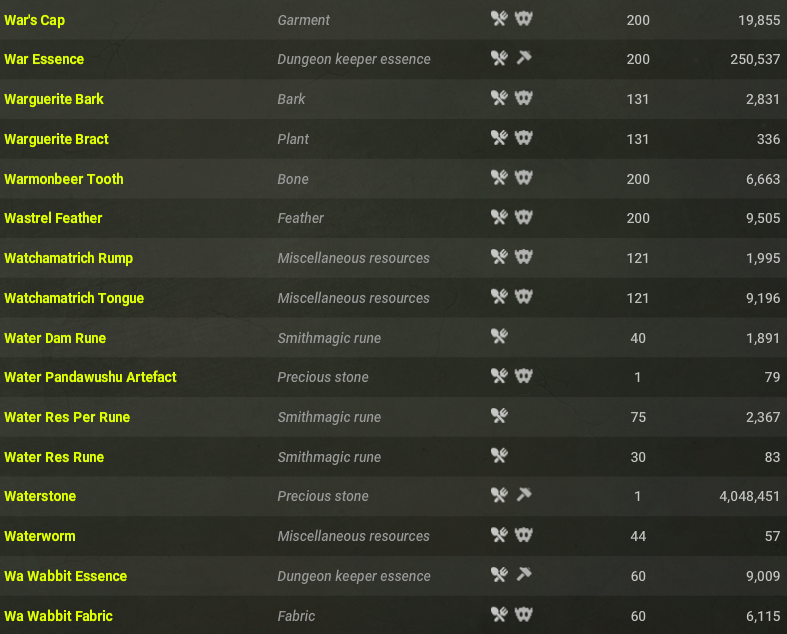 War's Cap Garment 200 19,855
War Essence Dungeon keeper essence 200 250,537
Warguerite Bark Bark 131 2,831
Warguerite Bract Plant 131 336
Warmonbeer Tooth Bone 200 6,663
Wastrel Feather Feather 200 9,505
Watchamatrich Rump Miscellaneous resources 121 1,995
Watchamatrich Tongue Miscellaneous resources 121 9,196
Water Dam Rune Smithmagic rune 40 1,891
Water Pandawushu Artefact Precious stone 1 79
Water Res Per Rune Smithmagic rune 75 2,367
Water Res Rune Smithmagic rune 30 83
Waterstone Precious stone 1 4,048,451
Waterworm Miscellaneous resources 44 57
Wa Wabbit Essence Dungeon keeper essence 60 9,009
Wa Wabbit Fabric Fabric 60 6,115